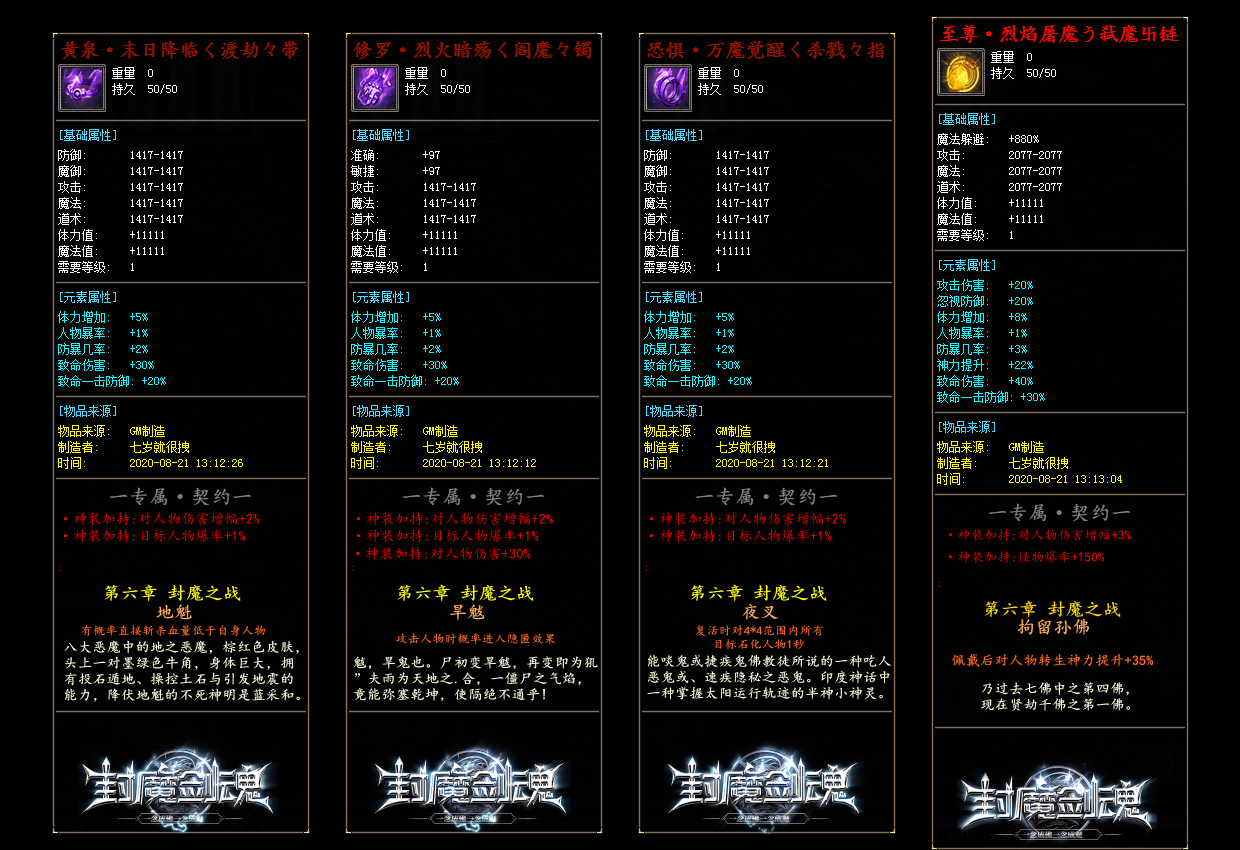 黄泉·末日降临く渡劫々带
重量 0
持久 50/50
[基础属性]
防御: 1417-1417
魔御: 1417-1417
攻击: 1417-1417
魔法: 1417-1417
道术: 1417-1417
体力值: +11111
魔法值: +11111
需要等级: 1
[元素属性]
体力增加: +5%
人物暴率: +1%
防暴几率: +2%
致命伤害: +30%
致命一击防御: +20%
[物品来源]
物品来源: GM制造
制造者: 七岁就很拽
时间: 2020-08-21 13:12:26
一专属·契约一
·神装加持:对人物伤害增幅+2%
·神装加持:目标人物爆率+1%
第六章 封魔之战
地魁
有概率直接斩杀血量低于自身人物
八大恶魔中的地之恶魔,棕红色皮肤,
头上一对墨绿色牛角,身体巨大,拥
有投石遁地、操控土石与引发地震的
能力,降伏地魁的不死神明是蓝采和。
封魔剑魂
修罗·烈火暗殇く阎魔々镯
重量 0
持久 50/50
[基础属性]
准确: +97
敏捷: +97
攻击: 1417-1417
魔法: 1417-1417
道术: 1417-1417
体力值: +11111
魔法值: +11111
需要等级: 1
[元素属性]
体力增加: +5%
人物暴率: +1%
防暴几率: +2%
致命伤害: +30%
致命一击防御: +20%
[物品来源]
物品来源: GM制造
制造者: 七岁就很拽
时间: 2020-08-21 13:12:12
一专属·契约一
·神装加持:对人物伤害增幅+2%
·神装加持:目标人物爆率+1%
·神装加持:对人物伤害+30%
第六章 封魔之战
旱魃
攻击人物时概率进入隐匿效果
魃,旱鬼也。尸初变旱魃,再变即为犼
”夫雨为天地之.合,一僵尸之气焰,
竟能弥塞乾坤,使隔绝不通乎!
封魔剑魂
恐惧·万魔觉醒く杀戮々指
重量 0
持久 50/50
[基础属性]
防御: 1417-1417
魔御: 1417-1417
攻击: 1417-1417
魔法: 1417-1417
道术: 1417-1417
体力值: +11111
魔法值: +11111
需要等级: 1
[元素属性]
体力增加: +5%
人物暴率: +1%
防暴几率: +2%
致命伤害: +30%
致命一击防御: +20%
[物品来源]
物品来源: GM制造
制造者: 七岁就很拽
时间: 2020-08-21 13:12:21
一专属·契约一
·神装加持:对人物伤害增幅+2%
·神装加持:目标人物爆率+1%
第六章 封魔之战
夜叉
复活时对4*4范围内所有
目标石化人物1秒
能啖鬼或捷疾鬼佛教徒所说的一种吃人
恶鬼或、速疾隐秘之恶鬼。印度神话中
一种掌握太阳运行轨迹的半神小神灵。
封魔剑魂
至尊·烈焰屠魔う弑魔卐链
重量 0
持久 50/50
[基础属性]
魔法躲避: +880%
攻击: 2077-2077
魔法: 2077-2077
道术: 2077-2077
体力值: +11111
魔法值: +11111
需要等级: 1
[元素属性]
攻击伤害: +20%
忽视防御: +20%
体力增加: +8%
人物暴率: +1%
防暴几率: +3%
神力提升: +22%
致命伤害: +40%
致命一击防御: +30%
[物品来源]
物品来源: GM制造
制造者: 七岁就很拽
时间: 2020-08-21 13:13:04
一专属·契约一
·神装加持:对人物伤害增幅+3%
·神装加持:怪物爆率+150%
第六章 封魔之战
拘留孙佛
佩戴后对人物转生神力提升+35%
乃过去七佛中之第四佛,
现在贤劫千佛之第一佛。
封魔剑魂